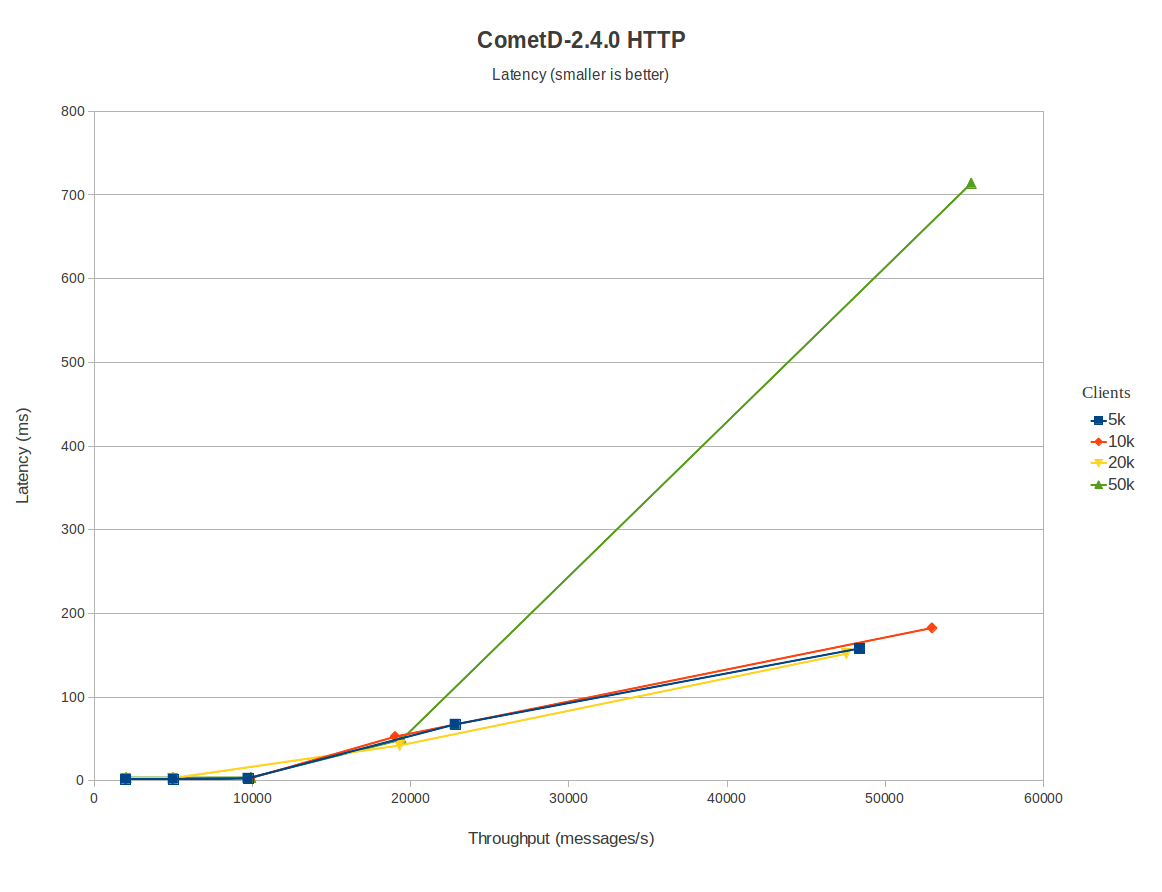 CometD-2.4.0 HTTP
Latency (smaller is better)
800
700
600
500
400
300
200
100
0
0 10000 20000 30000 40000 50000 60000
Latency (ms)
Throughput (messages/s)
Clients
5k
10k
20k
50k